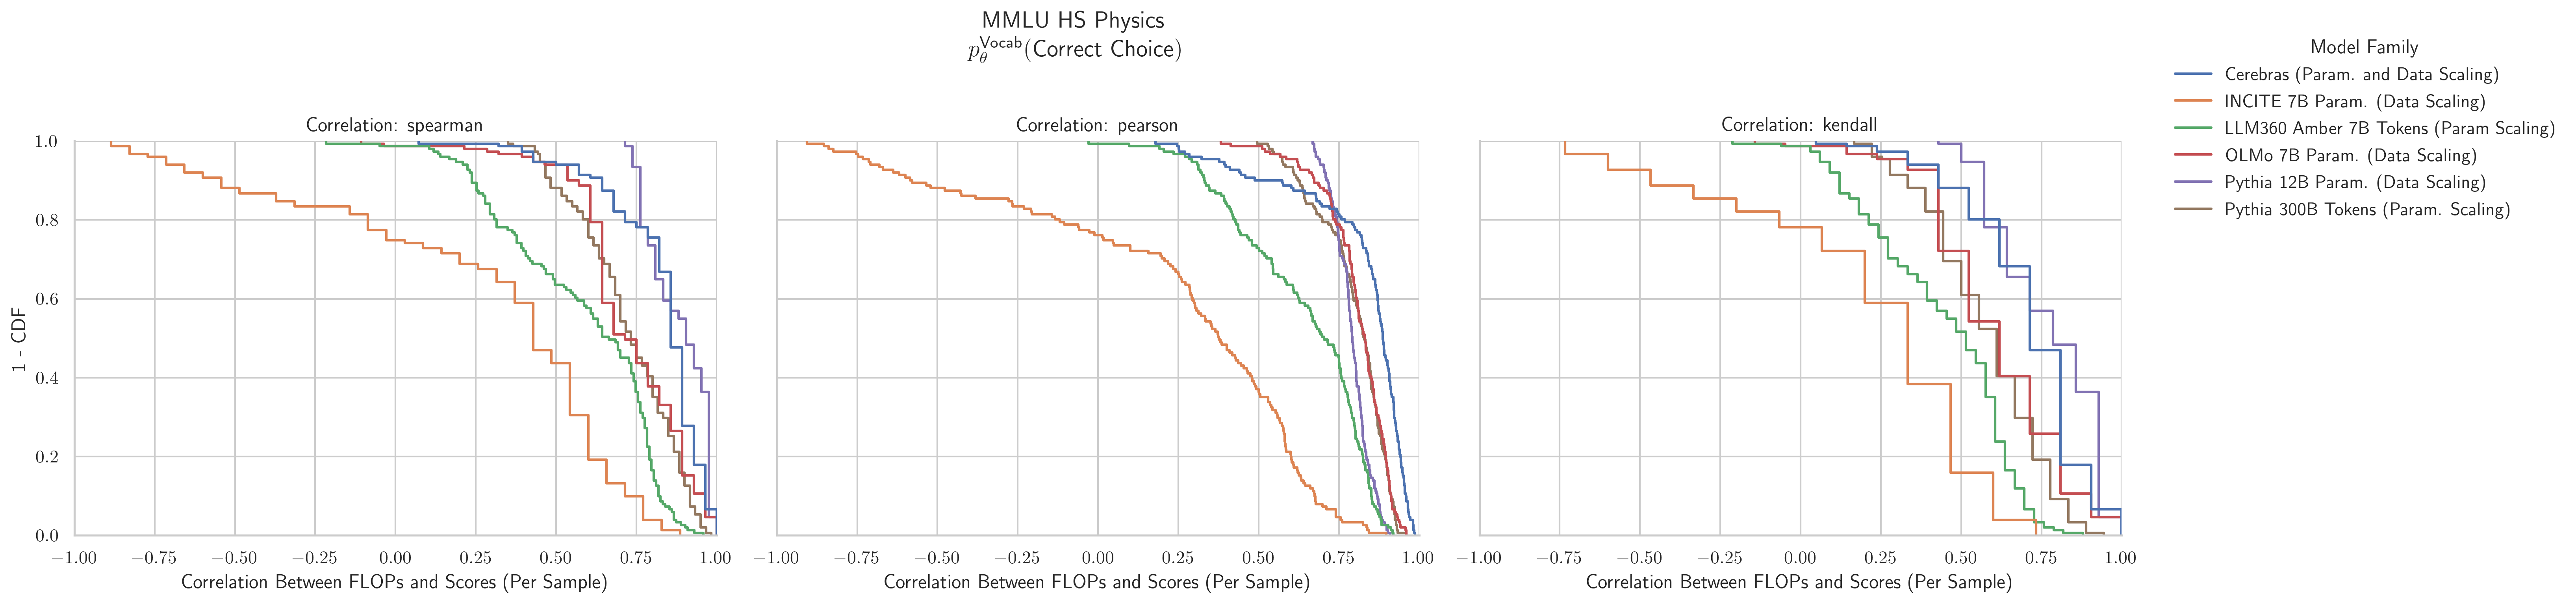 MMLU HS Physics
p_θ^Vocab(Correct Choice)
Model Family
Cerebras (Param. and Data Scaling)
INCITE 7B Param. (Data Scaling)
LLM360 Amber 7B Tokens (Param Scaling)
OLMo 7B Param. (Data Scaling)
Pythia 12B Param. (Data Scaling)
Pythia 300B Tokens (Param. Scaling)
Correlation: spearman
1 - CDF
1.0
0.8
0.6
0.4
0.2
0.0
−1.00 −0.75 −0.50 −0.25 0.00 0.25 0.50 0.75 1.00
Correlation Between FLOPs and Scores (Per Sample)
Correlation: pearson
−1.00 −0.75 −0.50 −0.25 0.00 0.25 0.50 0.75 1.00
Correlation Between FLOPs and Scores (Per Sample)
Correlation: kendall
−1.00 −0.75 −0.50 −0.25 0.00 0.25 0.50 0.75 1.00
Correlation Between FLOPs and Scores (Per Sample)